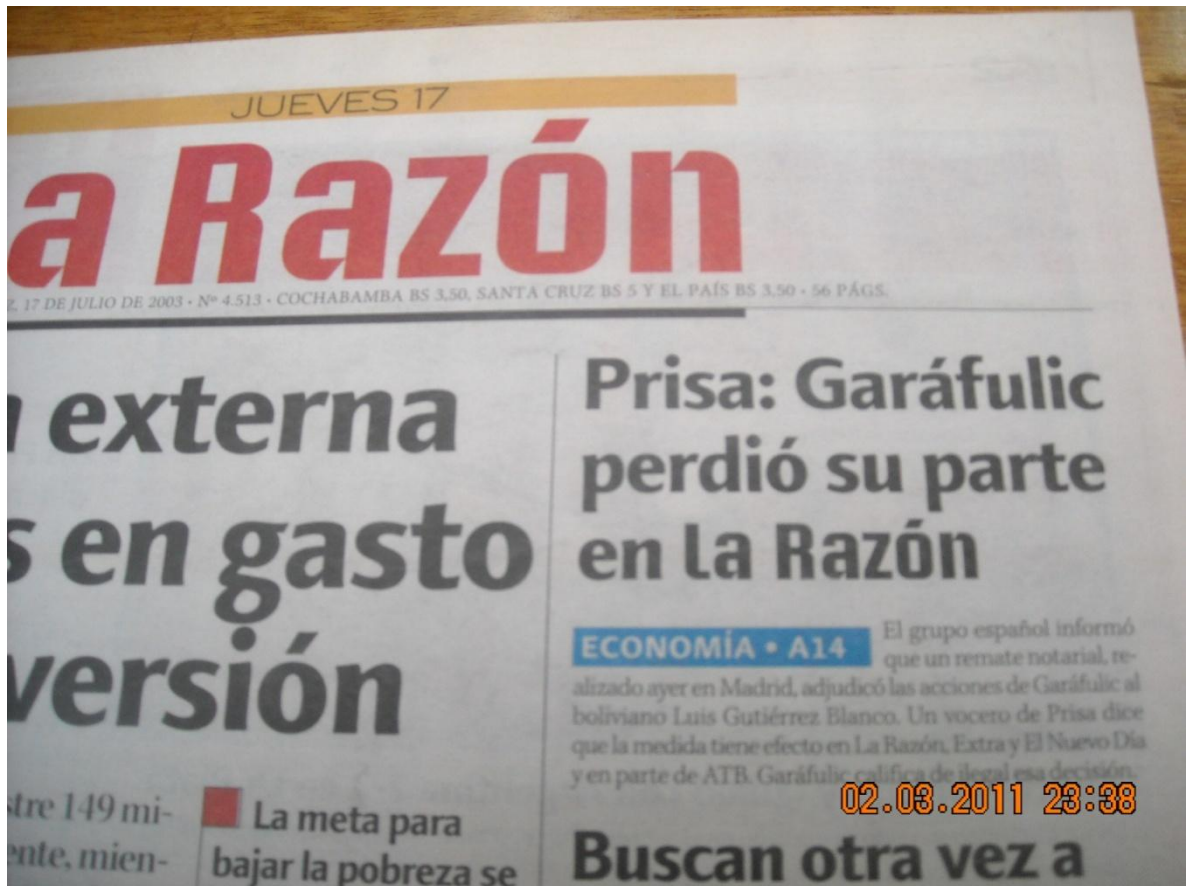 JUEVES 17
a Razón
Z, 17 DE JULIO DE 2003 • Nº 4.513 • COCHABAMBA BS 3,50, SANTA CRUZ BS 5 Y EL PAÍS BS 3,50 • 56 PÁGS.
externa
s en gasto
versión
stre 149 mi-
ente, mien-
La meta para
bajar la pobreza se
Prisa: Garáfulic
perdió su parte
en La Razón
ECONOMÍA • A14 El grupo español informó
que un remate notarial, re-
alizado ayer en Madrid, adjudicó las acciones de Garáfulic al
boliviano Luis Gutiérrez Blanco. Un vocero de Prisa dice
que la medida tiene efecto en La Razón, Extra y El Nuevo Día
y en parte de ATB. Garáfulic califica de ilegal esa decisión.
02.03.2011 23:38
Buscan otra vez a